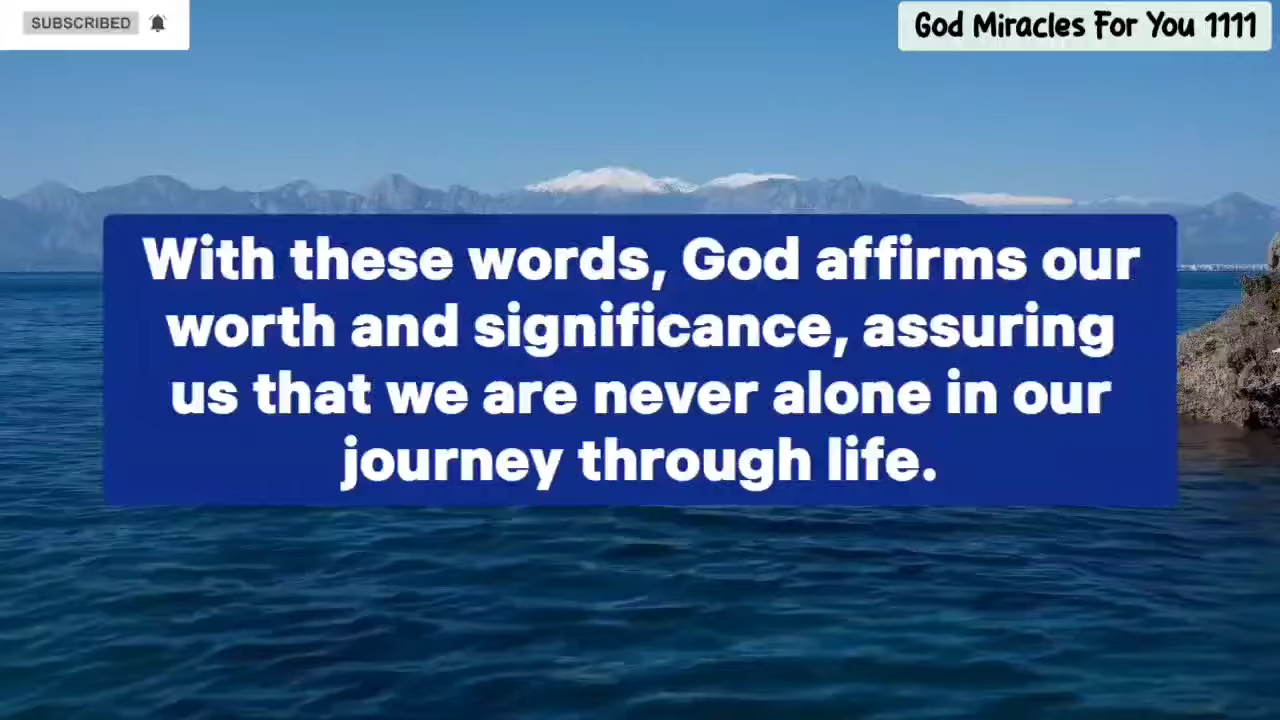 SUBSCRIBED
God Miracles For You 1111
With these words, God affirms our
worth and significance, assuring
us that we are never alone in our
journey through life.